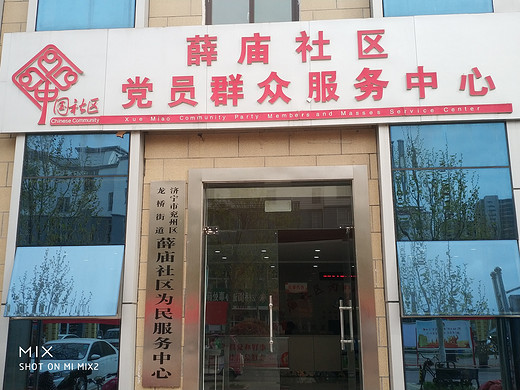 薛庙社区
党员群众服务中心
Xue Miao Community Party Members and Masses Service Center
中国社区
Chinese Community
济宁市兖州区
龙桥街道
薛庙社区为民服务中心
MIX
SHOT ON MI MIX2